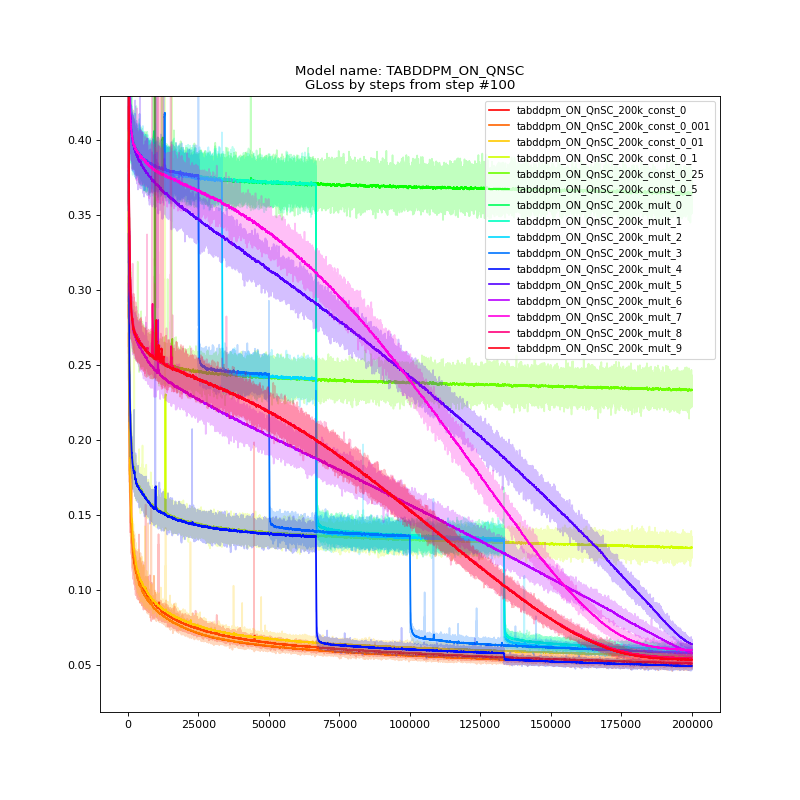 Model name: TABDDPM_ON_QNSC
GLoss by steps from step #100
0.40
0.35
0.30
0.25
0.20
0.15
0.10
0.05
0
25000
50000
75000
100000
125000
150000
175000
200000
tabddpm_ON_QnSC_200k_const_0
tabddpm_ON_QnSC_200k_const_0_001
tabddpm_ON_QnSC_200k_const_0_01
tabddpm_ON_QnSC_200k_const_0_1
tabddpm_ON_QnSC_200k_const_0_25
tabddpm_ON_QnSC_200k_const_0_5
tabddpm_ON_QnSC_200k_mult_0
tabddpm_ON_QnSC_200k_mult_1
tabddpm_ON_QnSC_200k_mult_2
tabddpm_ON_QnSC_200k_mult_3
tabddpm_ON_QnSC_200k_mult_4
tabddpm_ON_QnSC_200k_mult_5
tabddpm_ON_QnSC_200k_mult_6
tabddpm_ON_QnSC_200k_mult_7
tabddpm_ON_QnSC_200k_mult_8
tabddpm_ON_QnSC_200k_mult_9